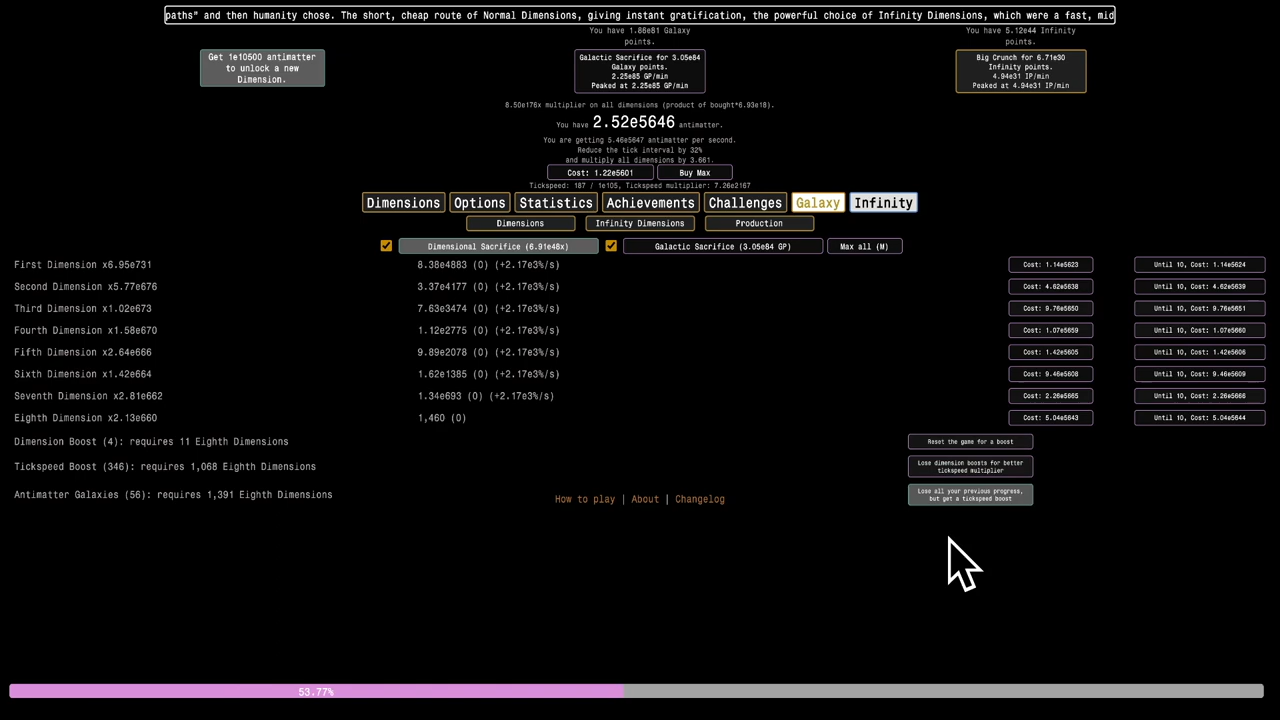 paths" and then humanity chose. The short, cheap route of Normal Dimensions, giving instant gratification, the powerful choice of Infinity Dimensions, which were a fast, mid
You have 1.86e81 Galaxy
points.
You have 5.12e44 Infinity
points.
Get 1e10500 antimatter
to unlock a new
Dimension.
Galactic Sacrifice for 3.05e84
Galaxy points.
2.25e85 GP/min
Peaked at 2.25e85 GP/min
Big Crunch for 6.71e30
Infinity points.
4.94e31 IP/min
Peaked at 4.94e31 IP/min
8.50e176x multiplier on all dimensions (product of bought*6.93e18).
You have 2.52e5646 antimatter.
You are getting 5.46e5647 antimatter per second.
Reduce the tick interval by 32%
and multiply all dimensions by 3.661.
Cost: 1.22e5601 Buy Max
Tickspeed: 187 / 1e105, Tickspeed multiplier: 7.26e2167
Dimensions Options Statistics Achievements Challenges Galaxy Infinity
Dimensions Infinity Dimensions Production
Dimensional Sacrifice (6.91e48x) Galactic Sacrifice (3.05e84 GP) Max all (M)
First Dimension x6.95e731 8.38e4883 (0) (+2.17e3%/s) Cost: 1.14e5623 Until 10, Cost: 1.14e5624
Second Dimension x5.77e676 3.37e4177 (0) (+2.17e3%/s) Cost: 4.62e5638 Until 10, Cost: 4.62e5639
Third Dimension x1.02e673 7.63e3474 (0) (+2.17e3%/s) Cost: 9.76e5650 Until 10, Cost: 9.76e5651
Fourth Dimension x1.58e670 1.12e2775 (0) (+2.17e3%/s) Cost: 1.07e5659 Until 10, Cost: 1.07e5660
Fifth Dimension x2.64e666 9.89e2078 (0) (+2.17e3%/s) Cost: 1.42e5605 Until 10, Cost: 1.42e5606
Sixth Dimension x1.42e664 1.62e1385 (0) (+2.17e3%/s) Cost: 9.46e5608 Until 10, Cost: 9.46e5609
Seventh Dimension x2.81e662 1.34e693 (0) (+2.17e3%/s) Cost: 2.26e5665 Until 10, Cost: 2.26e5666
Eighth Dimension x2.13e660 1,460 (0) Cost: 5.04e5643 Until 10, Cost: 5.04e5644
Dimension Boost (4): requires 11 Eighth Dimensions Reset the game for a boost
Tickspeed Boost (346): requires 1,068 Eighth Dimensions
Lose dimension boosts for better
tickspeed multiplier
Antimatter Galaxies (56): requires 1,391 Eighth Dimensions
Lose all your previous progress,
but get a tickspeed boost
How to play | About | Changelog
53.77%